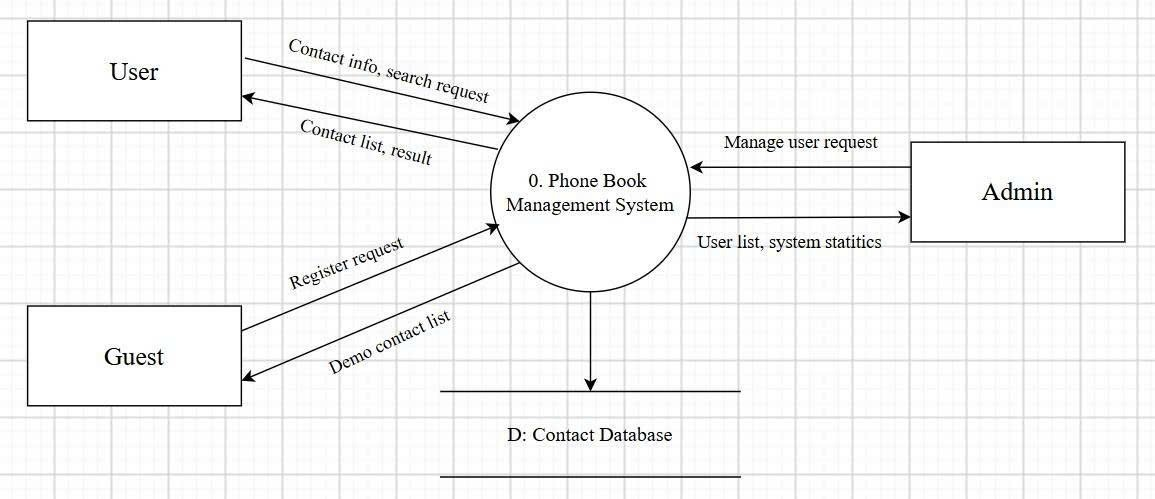 User
Contact info, search request
Contact list, result
0. Phone Book
Management System
Manage user request
Admin
User list, system statitics
Register request
Guest
Demo contact list
D: Contact Database